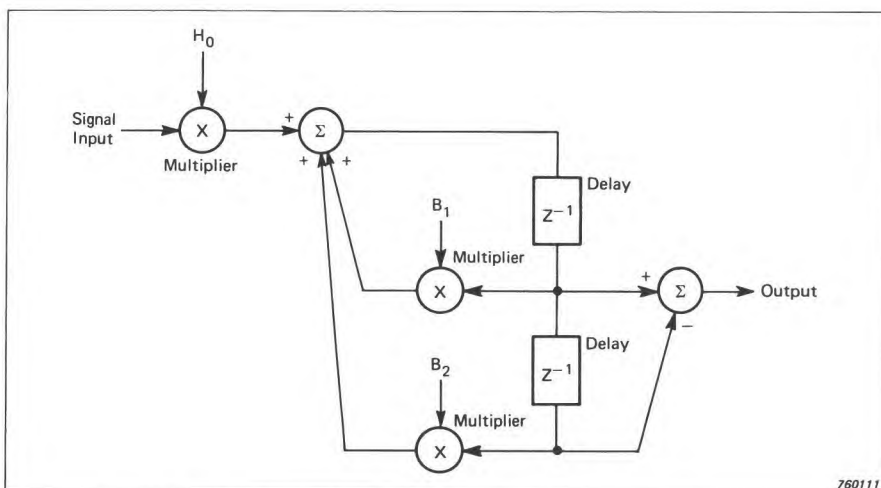 H0
Signal
Input
X
Multiplier
+
Σ
+
+
Delay
Z−1
B1
Multiplier
X
+
Σ
Output
−
Delay
Z−1
B2
Multiplier
X
760111